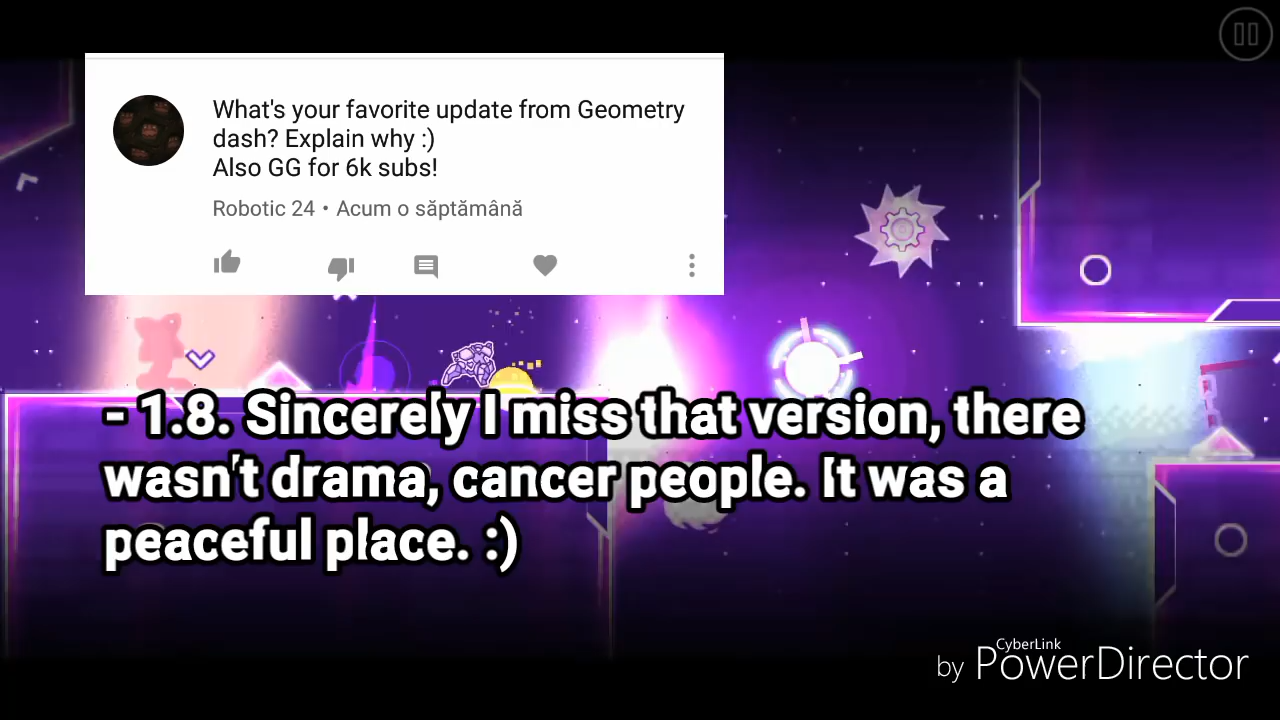 What's your favorite update from Geometry
dash? Explain why :)
Also GG for 6k subs!
Robotic 24 • Acum o săptămână
- 1.8. Sincerely I miss that version, there
wasn't drama, cancer people. It was a
peaceful place. :)
CyberLink
by PowerDirector